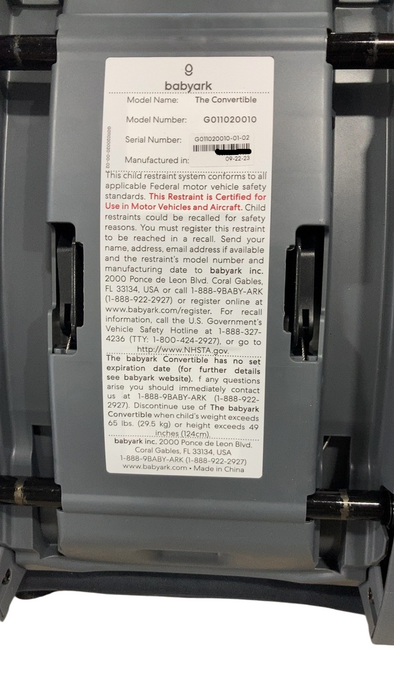 babyark
Model Name: The Convertible
Model Number: G011020010
Serial Number: G011020010-01-02
Manufactured in: 09-22-23
This child restraint system conforms to all
applicable Federal motor vehicle safety
standards. This Restraint is Certified for
Use in Motor Vehicles and Aircraft. Child
restraints could be recalled for safety
reasons. You must register this restraint
to be reached in a recall. Send your
name, address, email address if available
and the restraint's model number and
manufacturing date to babyark inc.
2000 Ponce de Leon Blvd. Coral Gables,
FL 33134, USA or call 1-888-9BABY-ARK
(1-888-922-2927) or register online at
www.babyark.com/register. For recall
information, call the U.S. Government's
Vehicle Safety Hotline at 1-888-327-
4236 (TTY: 1-800-424-2927), or go to
http://www.NHSTA.gov.
The babyark Convertible has no set
expiration date (for further details
see babyark website). f any questions
arise you should immediately contact
us at 1-888-9BABY-ARK (1-888-922-
2927). Discontinue use of The babyark
Convertible when child's weight exceeds
65 lbs. (29.5 kg) or height exceeds 49
inches (124cm).
babyark inc. 2000 Ponce de Leon Blvd.
Coral Gables, FL 33134, USA
1-888-9BABY-ARK (1-888-922-2927)
www.babyark.com • Made in China